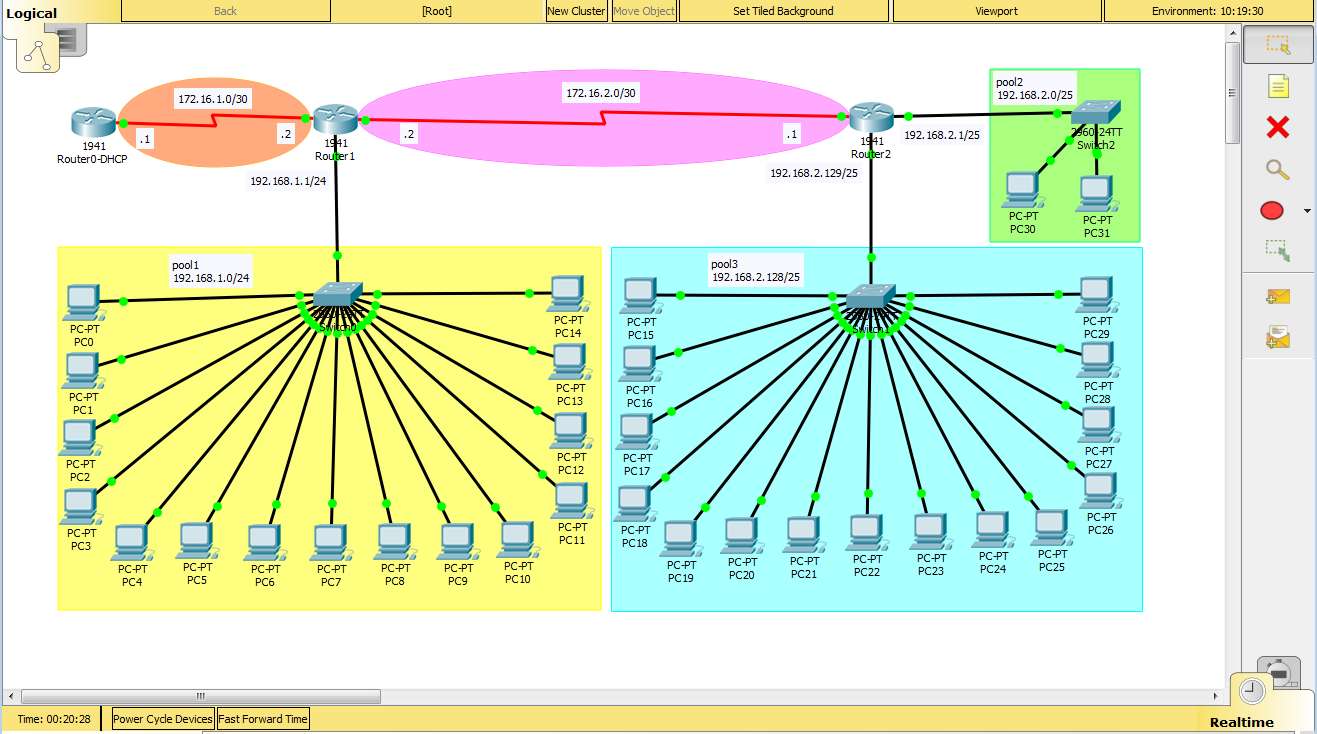 Logical
Back
[Root]
New Cluster
Move Object
Set Tiled Background
Viewport
Environment: 10:19:30
172.16.1.0/30
.1
.2
1941
Router0-DHCP
1941
Router1
172.16.2.0/30
.2
.1
1941
Router2
192.168.1.1/24
192.168.2.129/25
192.168.2.1/25
pool2
192.168.2.0/25
2960-24TT
Switch2
PC-PT
PC30
PC-PT
PC31
pool1
192.168.1.0/24
Switch0
PC-PT
PC0
PC-PT
PC1
PC-PT
PC2
PC-PT
PC3
PC-PT
PC4
PC-PT
PC5
PC-PT
PC6
PC-PT
PC7
PC-PT
PC8
PC-PT
PC9
PC-PT
PC10
PC-PT
PC11
PC-PT
PC12
PC-PT
PC13
PC-PT
PC14
pool3
192.168.2.128/25
Switch1
PC-PT
PC15
PC-PT
PC16
PC-PT
PC17
PC-PT
PC18
PC-PT
PC19
PC-PT
PC20
PC-PT
PC21
PC-PT
PC22
PC-PT
PC23
PC-PT
PC24
PC-PT
PC25
PC-PT
PC26
PC-PT
PC27
PC-PT
PC28
PC-PT
PC29
Time: 00:20:28
Power Cycle Devices
Fast Forward Time
Realtime